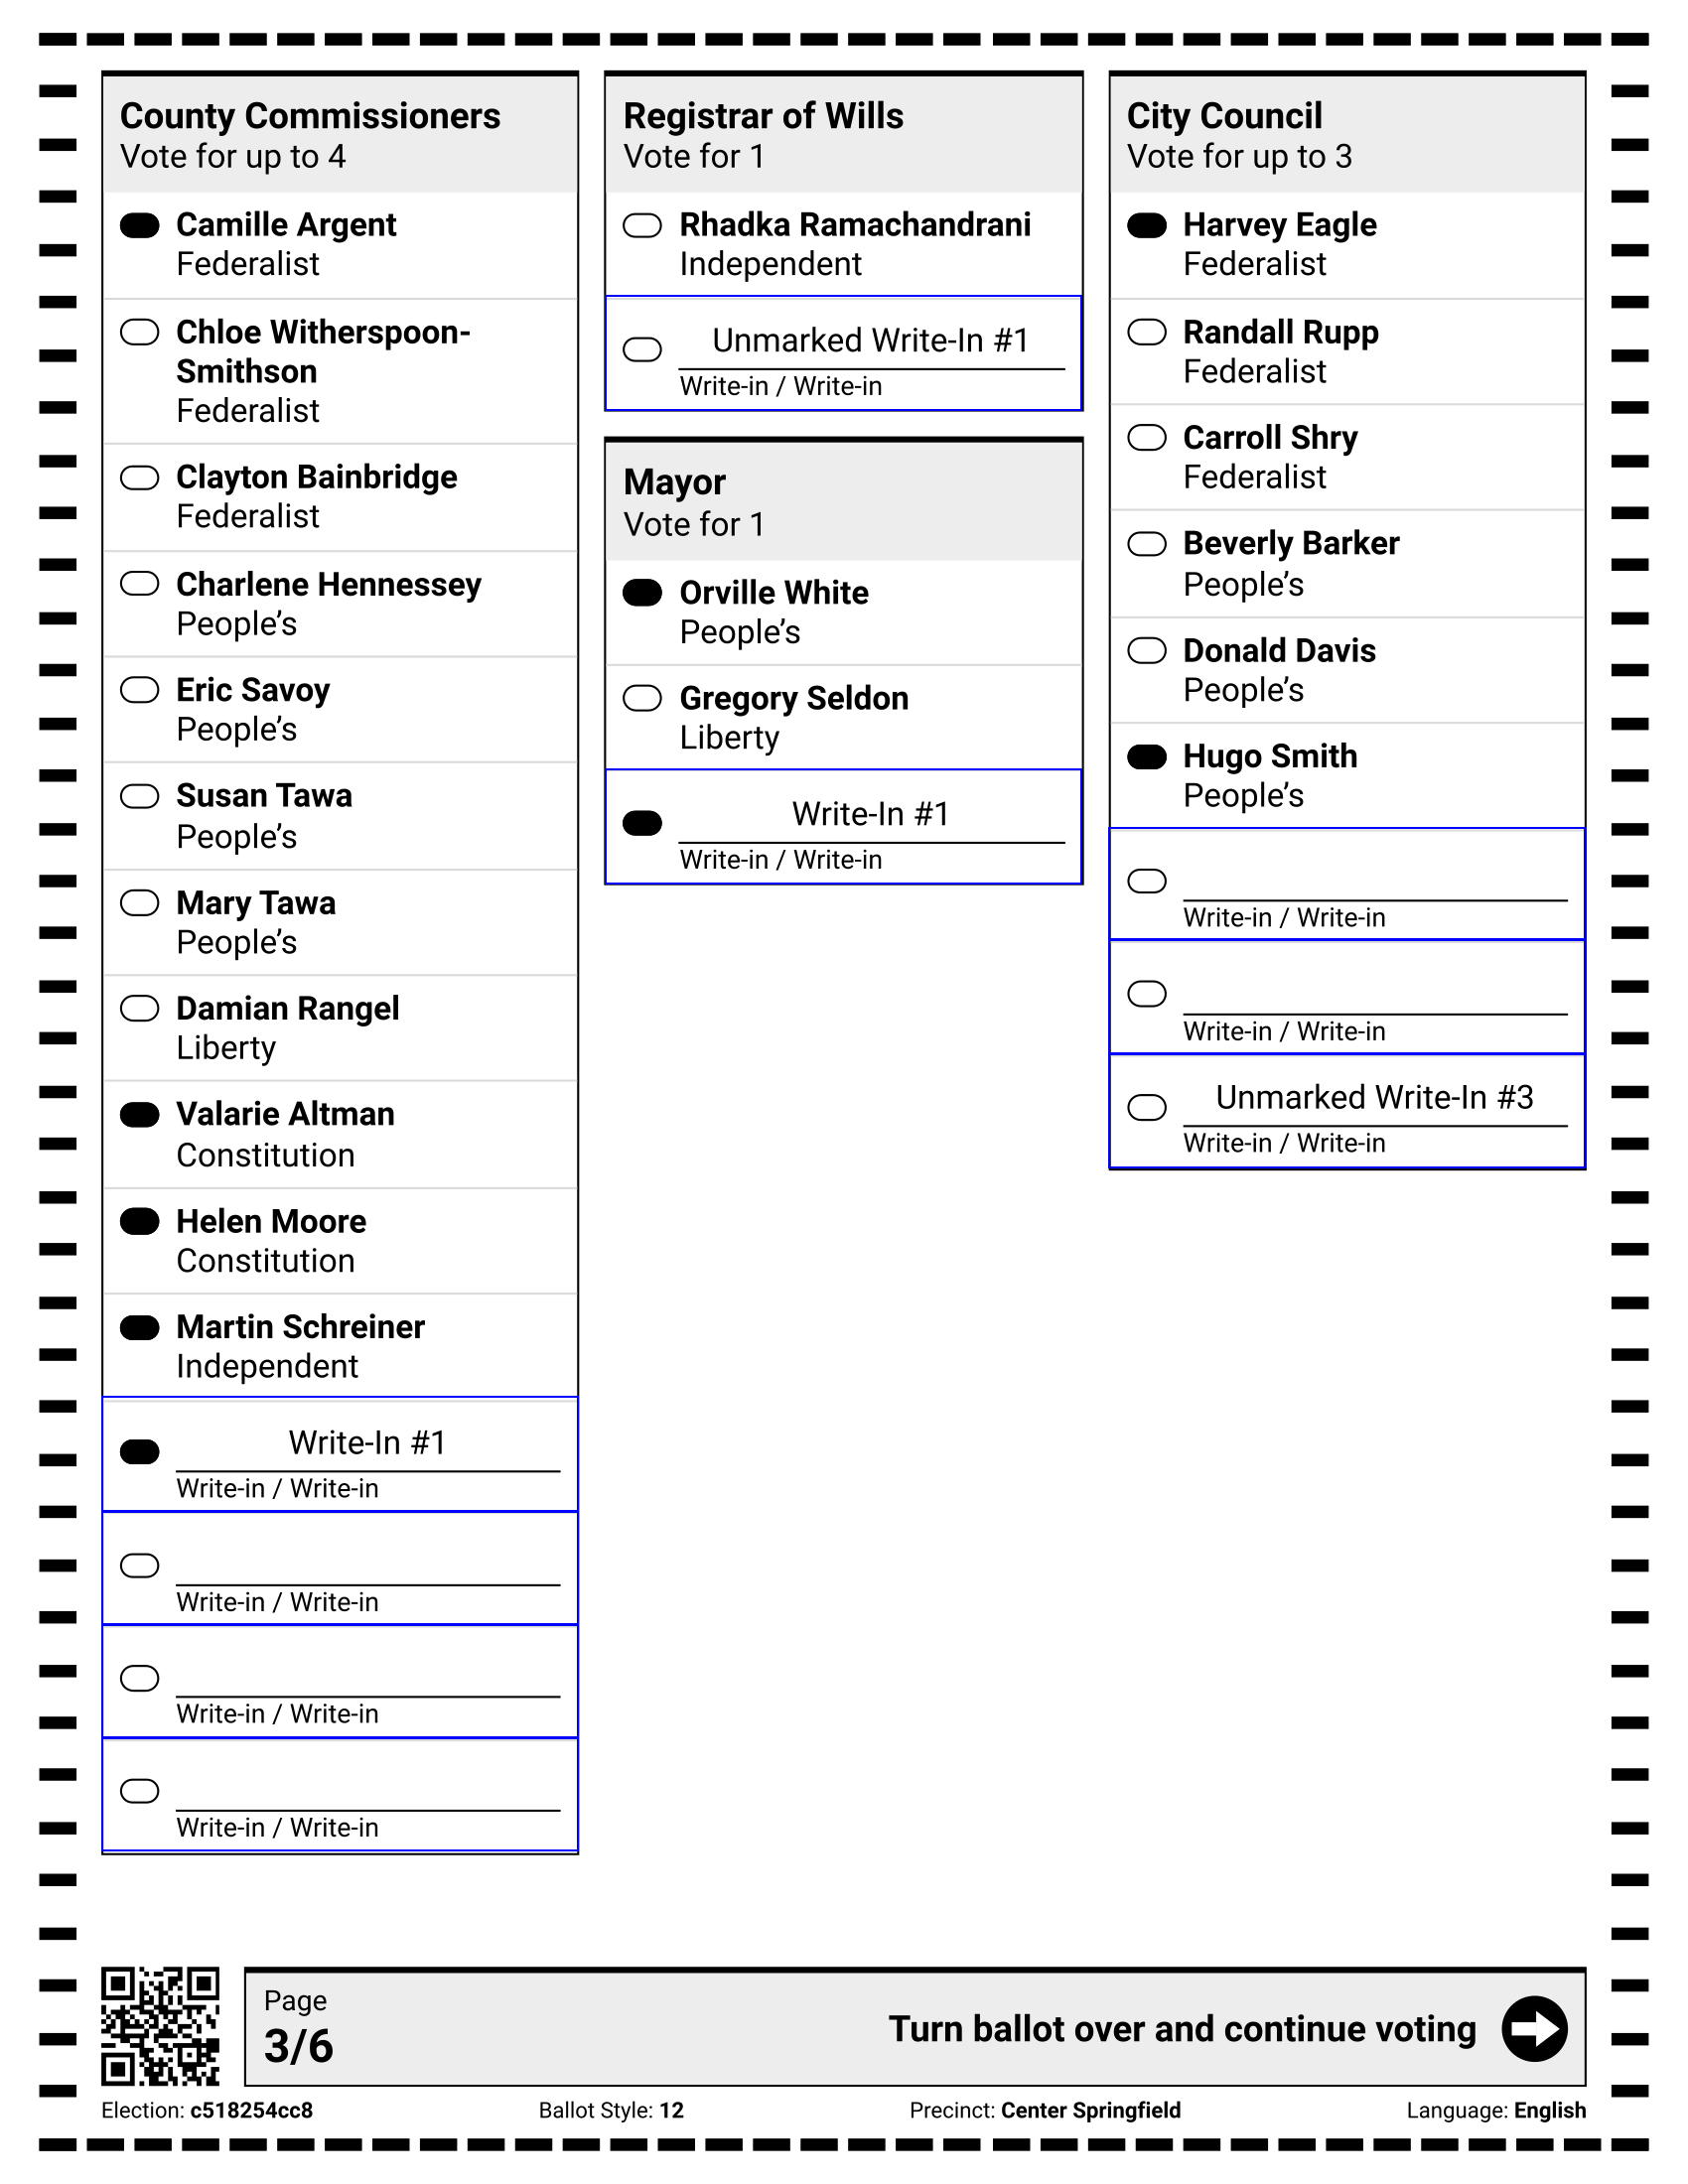 County Commissioners
Vote for up to 4
Camille Argent
Federalist
Chloe Witherspoon-
Smithson
Federalist
Clayton Bainbridge
Federalist
Charlene Hennessey
People’s
Eric Savoy
People’s
Susan Tawa
People’s
Mary Tawa
People’s
Damian Rangel
Liberty
Valarie Altman
Constitution
Helen Moore
Constitution
Martin Schreiner
Independent
Write-In #1
Write-in / Write-in
Write-in / Write-in
Write-in / Write-in
Write-in / Write-in
Registrar of Wills
Vote for 1
Rhadka Ramachandrani
Independent
Unmarked Write-In #1
Write-in / Write-in
Mayor
Vote for 1
Orville White
People’s
Gregory Seldon
Liberty
Write-In #1
Write-in / Write-in
City Council
Vote for up to 3
Harvey Eagle
Federalist
Randall Rupp
Federalist
Carroll Shry
Federalist
Beverly Barker
People’s
Donald Davis
People’s
Hugo Smith
People’s
Write-in / Write-in
Write-in / Write-in
Unmarked Write-In #3
Write-in / Write-in
Page
3/6
Turn ballot over and continue voting
Election: c518254cc8 Ballot Style: 12 Precinct: Center Springfield Language: English